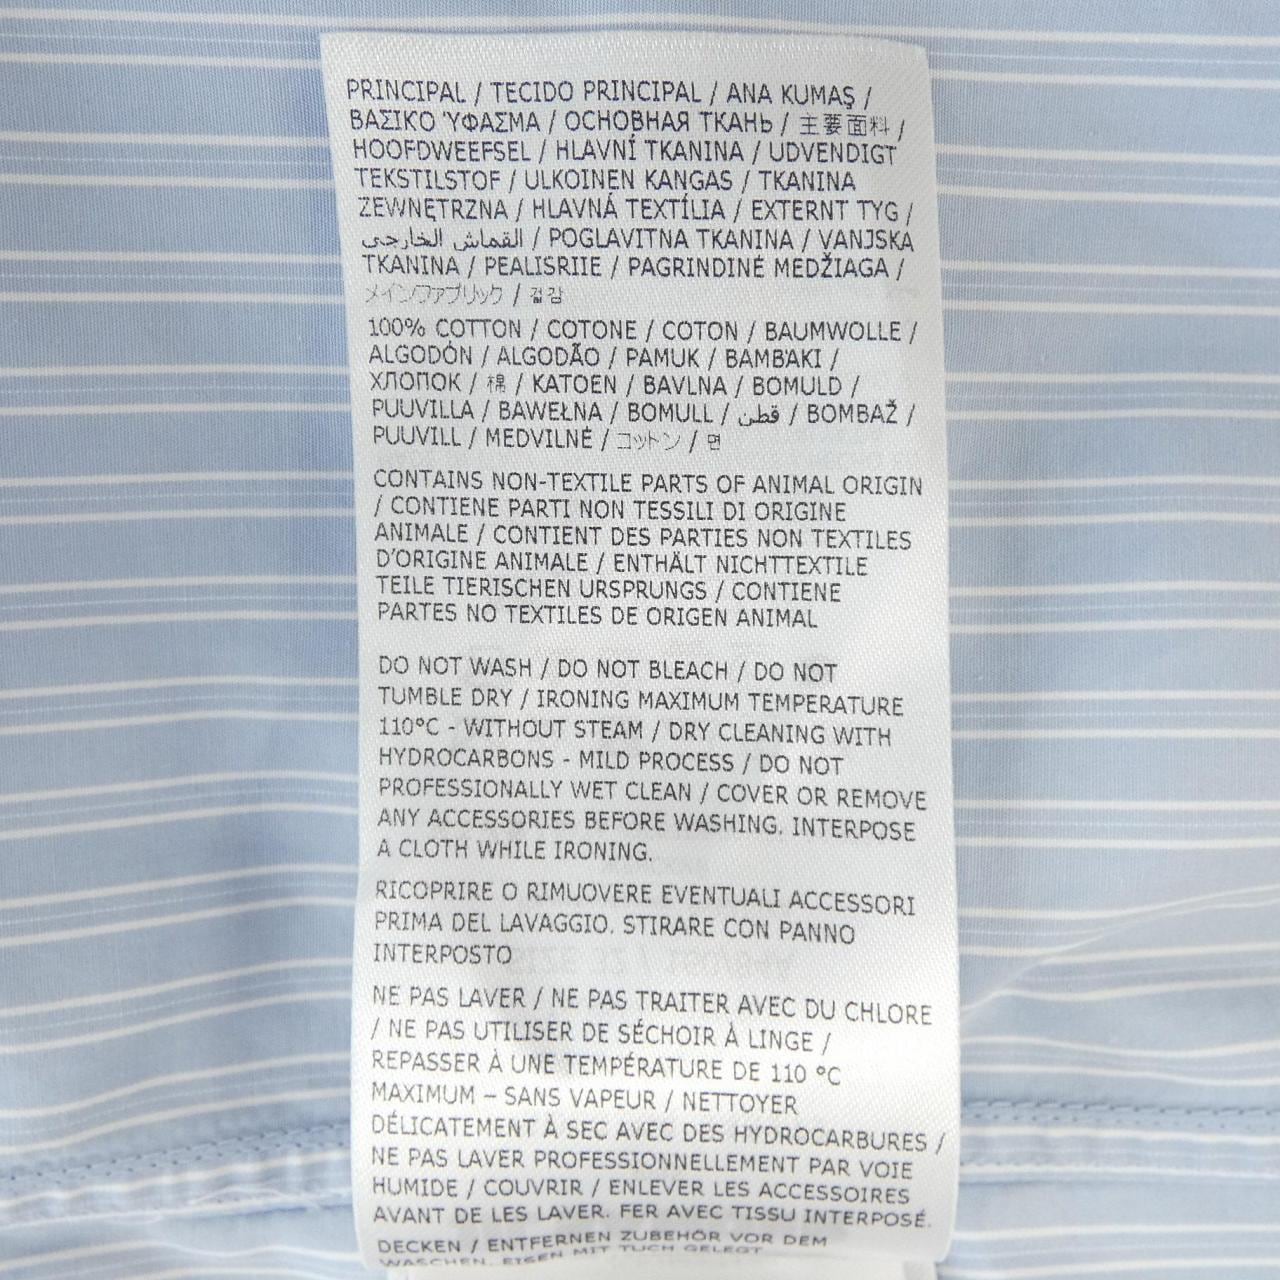 PRINCIPAL / TECIDO PRINCIPAL / ANA KUMAŞ /
ΒΑΣΙΚΟ ΎΦΑΣΜΑ / ОСНОВНАЯ ТКАНЬ / 主要面料 /
HOOFDWEEFSEL / HLAVNÍ TKANINA / UDVENDIGT
TEKSTILSTOF / ULKOINEN KANGAS / TKANINA
ZEWNĘTRZNA / HLAVNÁ TEXTÍLIA / EXTERNT TYG /
القماش الخارجي / POGLAVITNA TKANINA / VANJSKA
TKANINA / PEALISRIIE / PAGRINDINĖ MEDŽIAGA /
メインファブリック / 겉감
100% COTTON / COTONE / COTON / BAUMWOLLE /
ALGODÓN / ALGODÃO / PAMUK / ΒΑΜΒΆΚΙ /
ХЛОПОК / 棉 / KATOEN / BAVLNA / BOMULD /
PUUVILLA / BAWEŁNA / BOMULL / قطن / BOMBAŽ /
PUUVILL / MEDVILNĖ / コットン / 면
CONTAINS NON-TEXTILE PARTS OF ANIMAL ORIGIN
/ CONTIENE PARTI NON TESSILI DI ORIGINE
ANIMALE / CONTIENT DES PARTIES NON TEXTILES
D'ORIGINE ANIMALE / ENTHÄLT NICHTTEXTILE
TEILE TIERISCHEN URSPRUNGS / CONTIENE
PARTES NO TEXTILES DE ORIGEN ANIMAL
DO NOT WASH / DO NOT BLEACH / DO NOT
TUMBLE DRY / IRONING MAXIMUM TEMPERATURE
110°C - WITHOUT STEAM / DRY CLEANING WITH
HYDROCARBONS - MILD PROCESS / DO NOT
PROFESSIONALLY WET CLEAN / COVER OR REMOVE
ANY ACCESSORIES BEFORE WASHING. INTERPOSE
A CLOTH WHILE IRONING.
RICOPRIRE O RIMUOVERE EVENTUALI ACCESSORI
PRIMA DEL LAVAGGIO. STIRARE CON PANNO
INTERPOSTO
NE PAS LAVER / NE PAS TRAITER AVEC DU CHLORE
/ NE PAS UTILISER DE SÉCHOIR À LINGE /
REPASSER À UNE TEMPÉRATURE DE 110 °C
MAXIMUM – SANS VAPEUR / NETTOYER
DÉLICATEMENT À SEC AVEC DES HYDROCARBURES /
NE PAS LAVER PROFESSIONNELLEMENT PAR VOIE
HUMIDE / COUVRIR / ENLEVER LES ACCESSOIRES
AVANT DE LES LAVER. FER AVEC TISSU INTERPOSÉ.
DECKEN / ENTFERNEN ZUBEHÖR VOR DEM
WASCHEN. EISEN MIT TUCH GELEGT